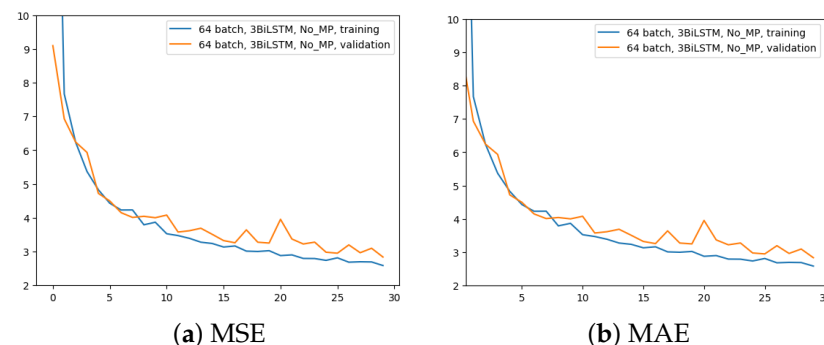 10
9
8
7
6
5
4
3
2
0 5 10 15 20 25 30
64 batch, 3BiLSTM, No_MP, training
64 batch, 3BiLSTM, No_MP, validation
(a) MSE
10
9
8
7
6
5
4
3
2
5 10 15 20 25 30
64 batch, 3BiLSTM, No_MP, training
64 batch, 3BiLSTM, No_MP, validation
(b) MAE